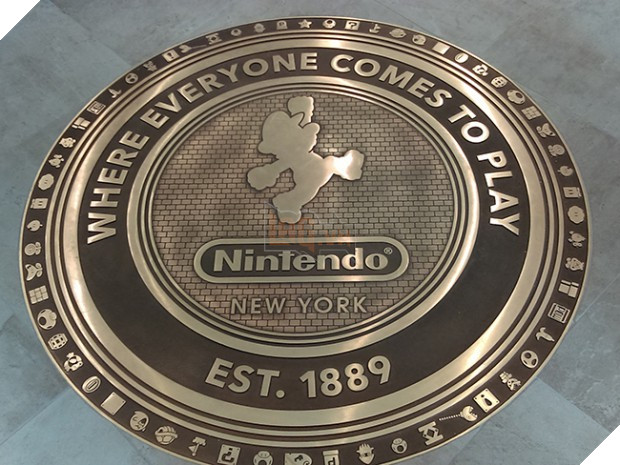 WHERE EVERYONE COMES TO PLAY
Nintendo®
NEW YORK
EST. 1889